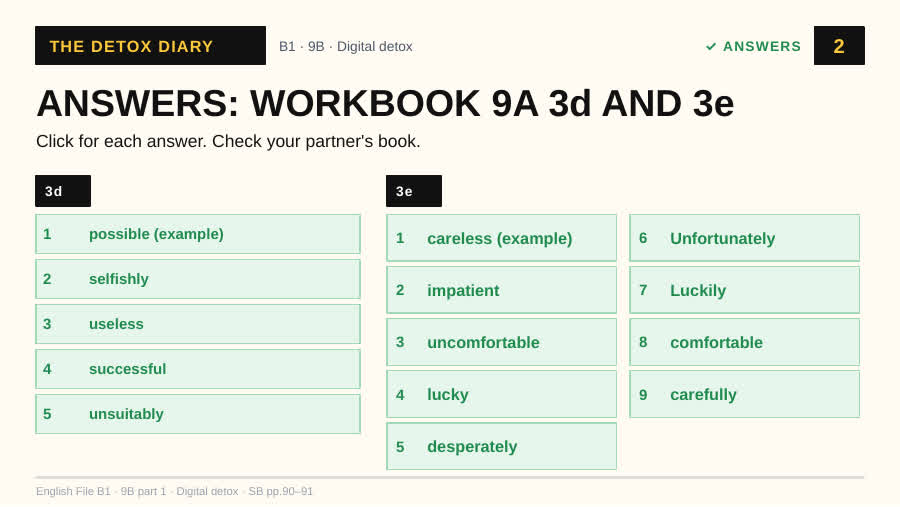 THE DETOX DIARY
B1 · 9B · Digital detox
✓ ANSWERS
2
ANSWERS: WORKBOOK 9A 3d AND 3e
Click for each answer. Check your partner's book.
3d
1 possible (example)
2 selfishly
3 useless
4 successful
5 unsuitably
3e
1 careless (example)
2 impatient
3 uncomfortable
4 lucky
5 desperately
6 Unfortunately
7 Luckily
8 comfortable
9 carefully
English File B1 · 9B part 1 · Digital detox · SB pp.90–91